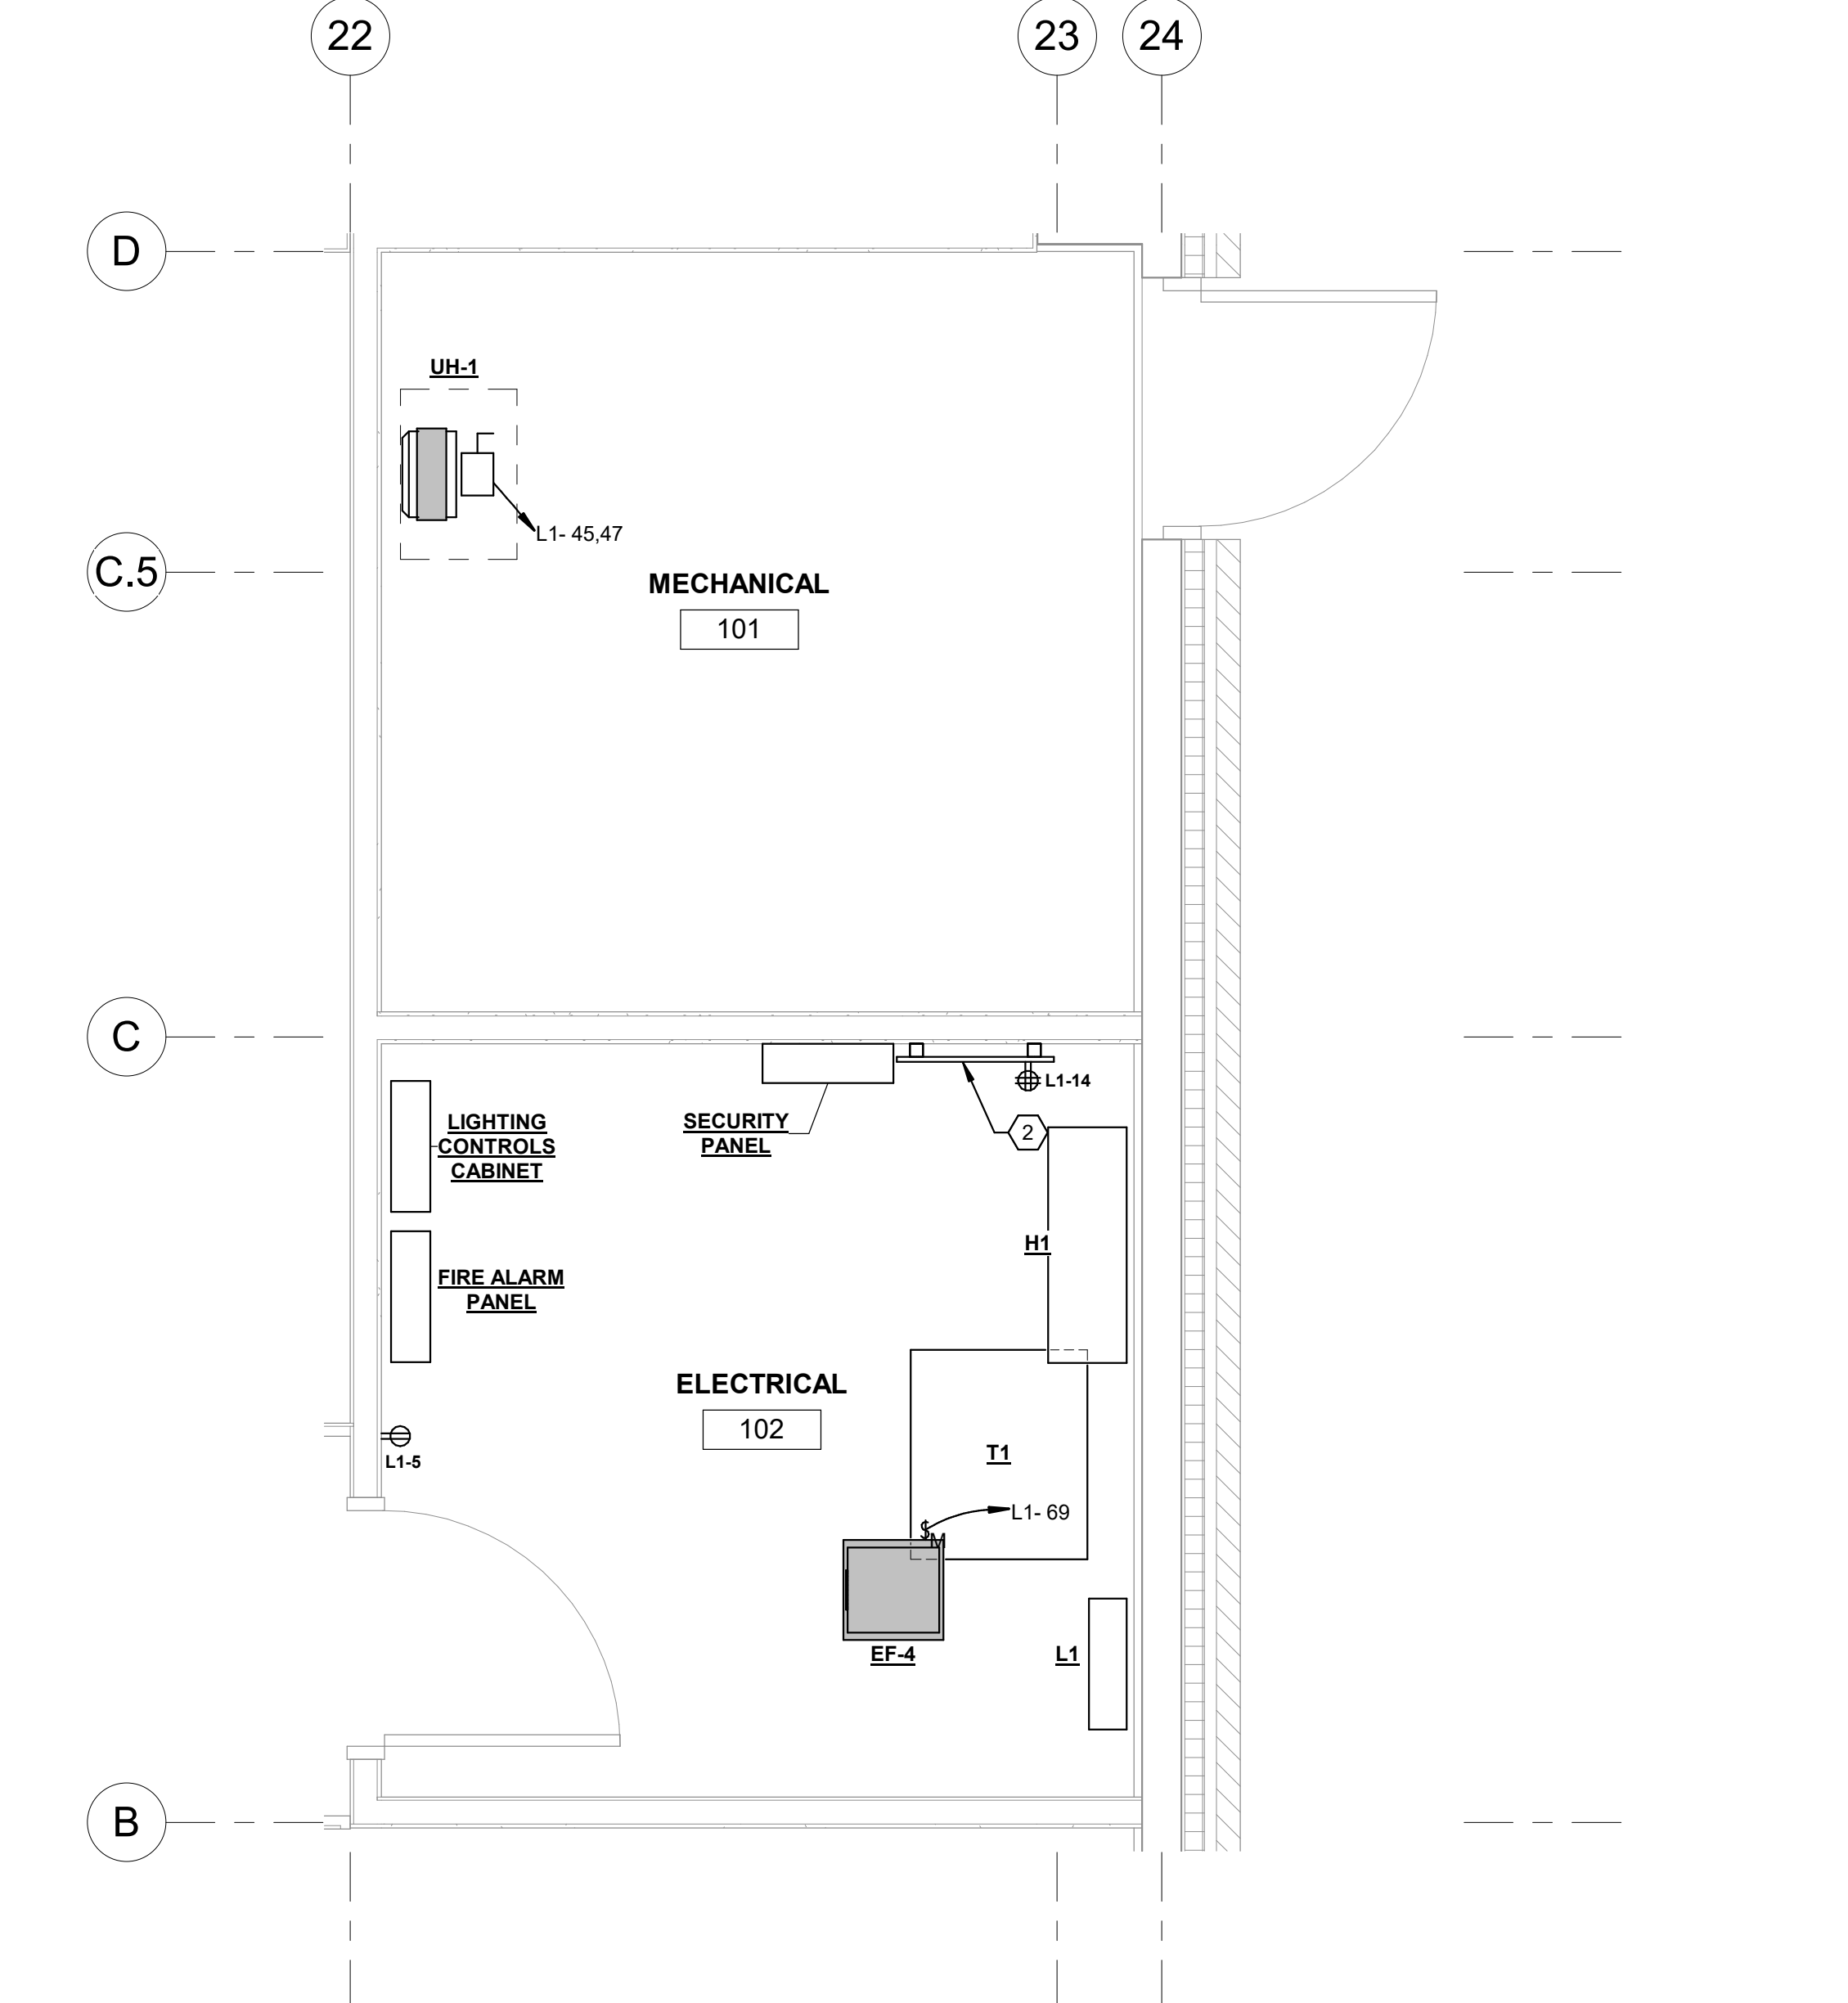 22
23
24
D
UH-1
L1- 45,47
C.5
MECHANICAL
101
C
L1-14
LIGHTING
CONTROLS
CABINET
SECURITY
PANEL
2
H1
FIRE ALARM
PANEL
ELECTRICAL
102
L1-5
T1
L1- 69
$
M
EF-4
L1
B